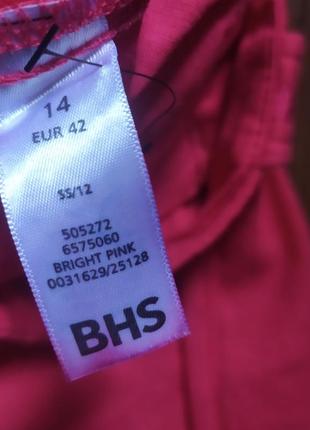 14
EUR 42
SS/12
505272
6575060
BRIGHT PINK
0031629/25128
BHS